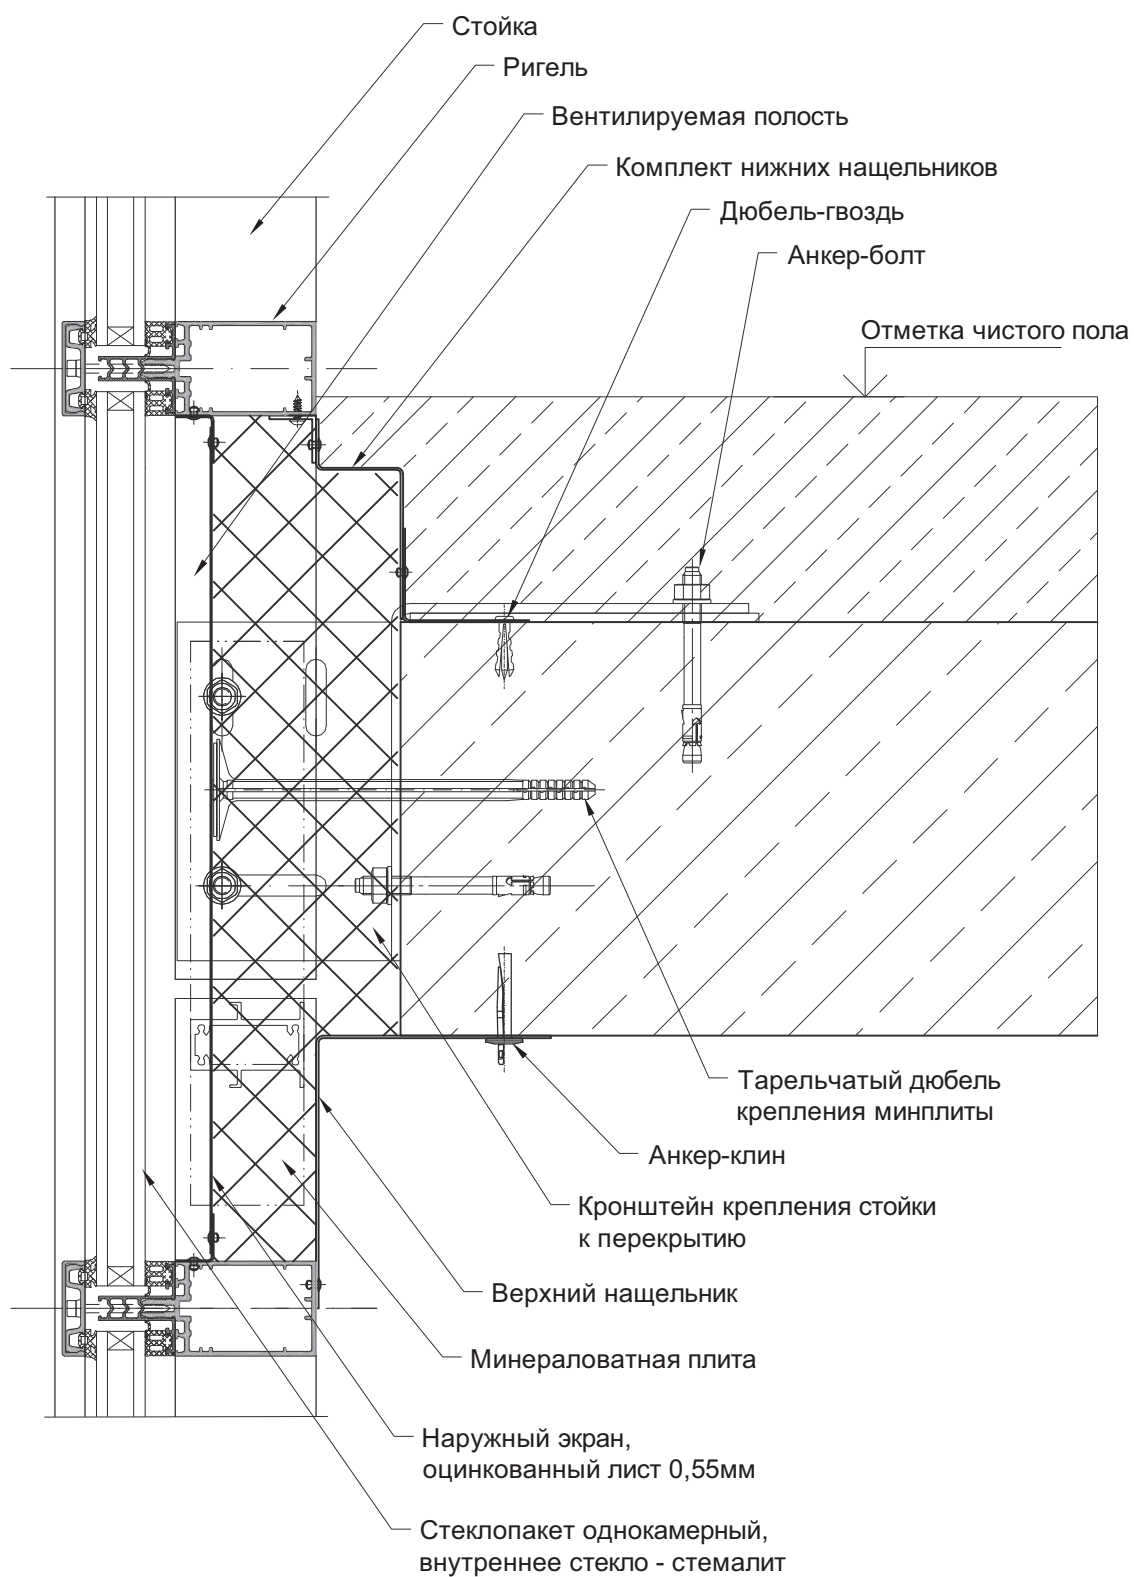 Стойка
Ригель
Вентилируемая полость
Комплект нижних нащельников
Дюбель-гвоздь
Анкер-болт
Отметка чистого пола
Тарельчатый дюбель
крепления минплиты
Анкер-клин
Кронштейн крепления стойки
к перекрытию
Верхний нащельник
Минераловатная плита
Наружный экран,
оцинкованный лист 0,55мм
Стеклопакет однокамерный,
внутреннее стекло - стемалит